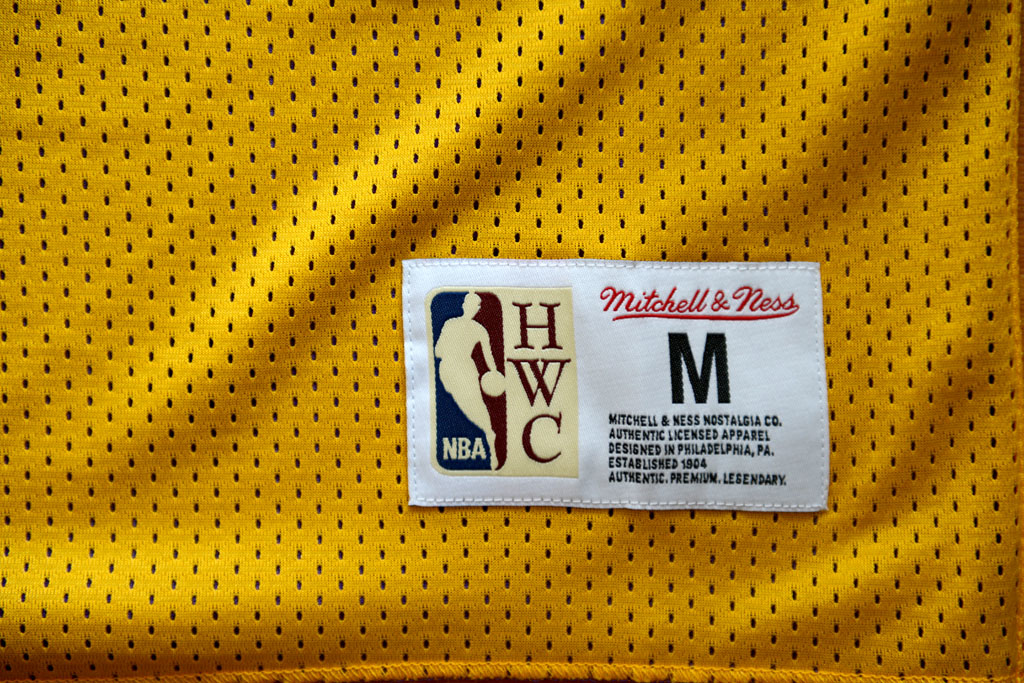 NBA
H
W
C
Mitchell & Ness
M
MITCHELL & NESS NOSTALGIA CO.
AUTHENTIC LICENSED APPAREL
DESIGNED IN PHILADELPHIA, PA.
ESTABLISHED 1904
AUTHENTIC. PREMIUM. LEGENDARY.